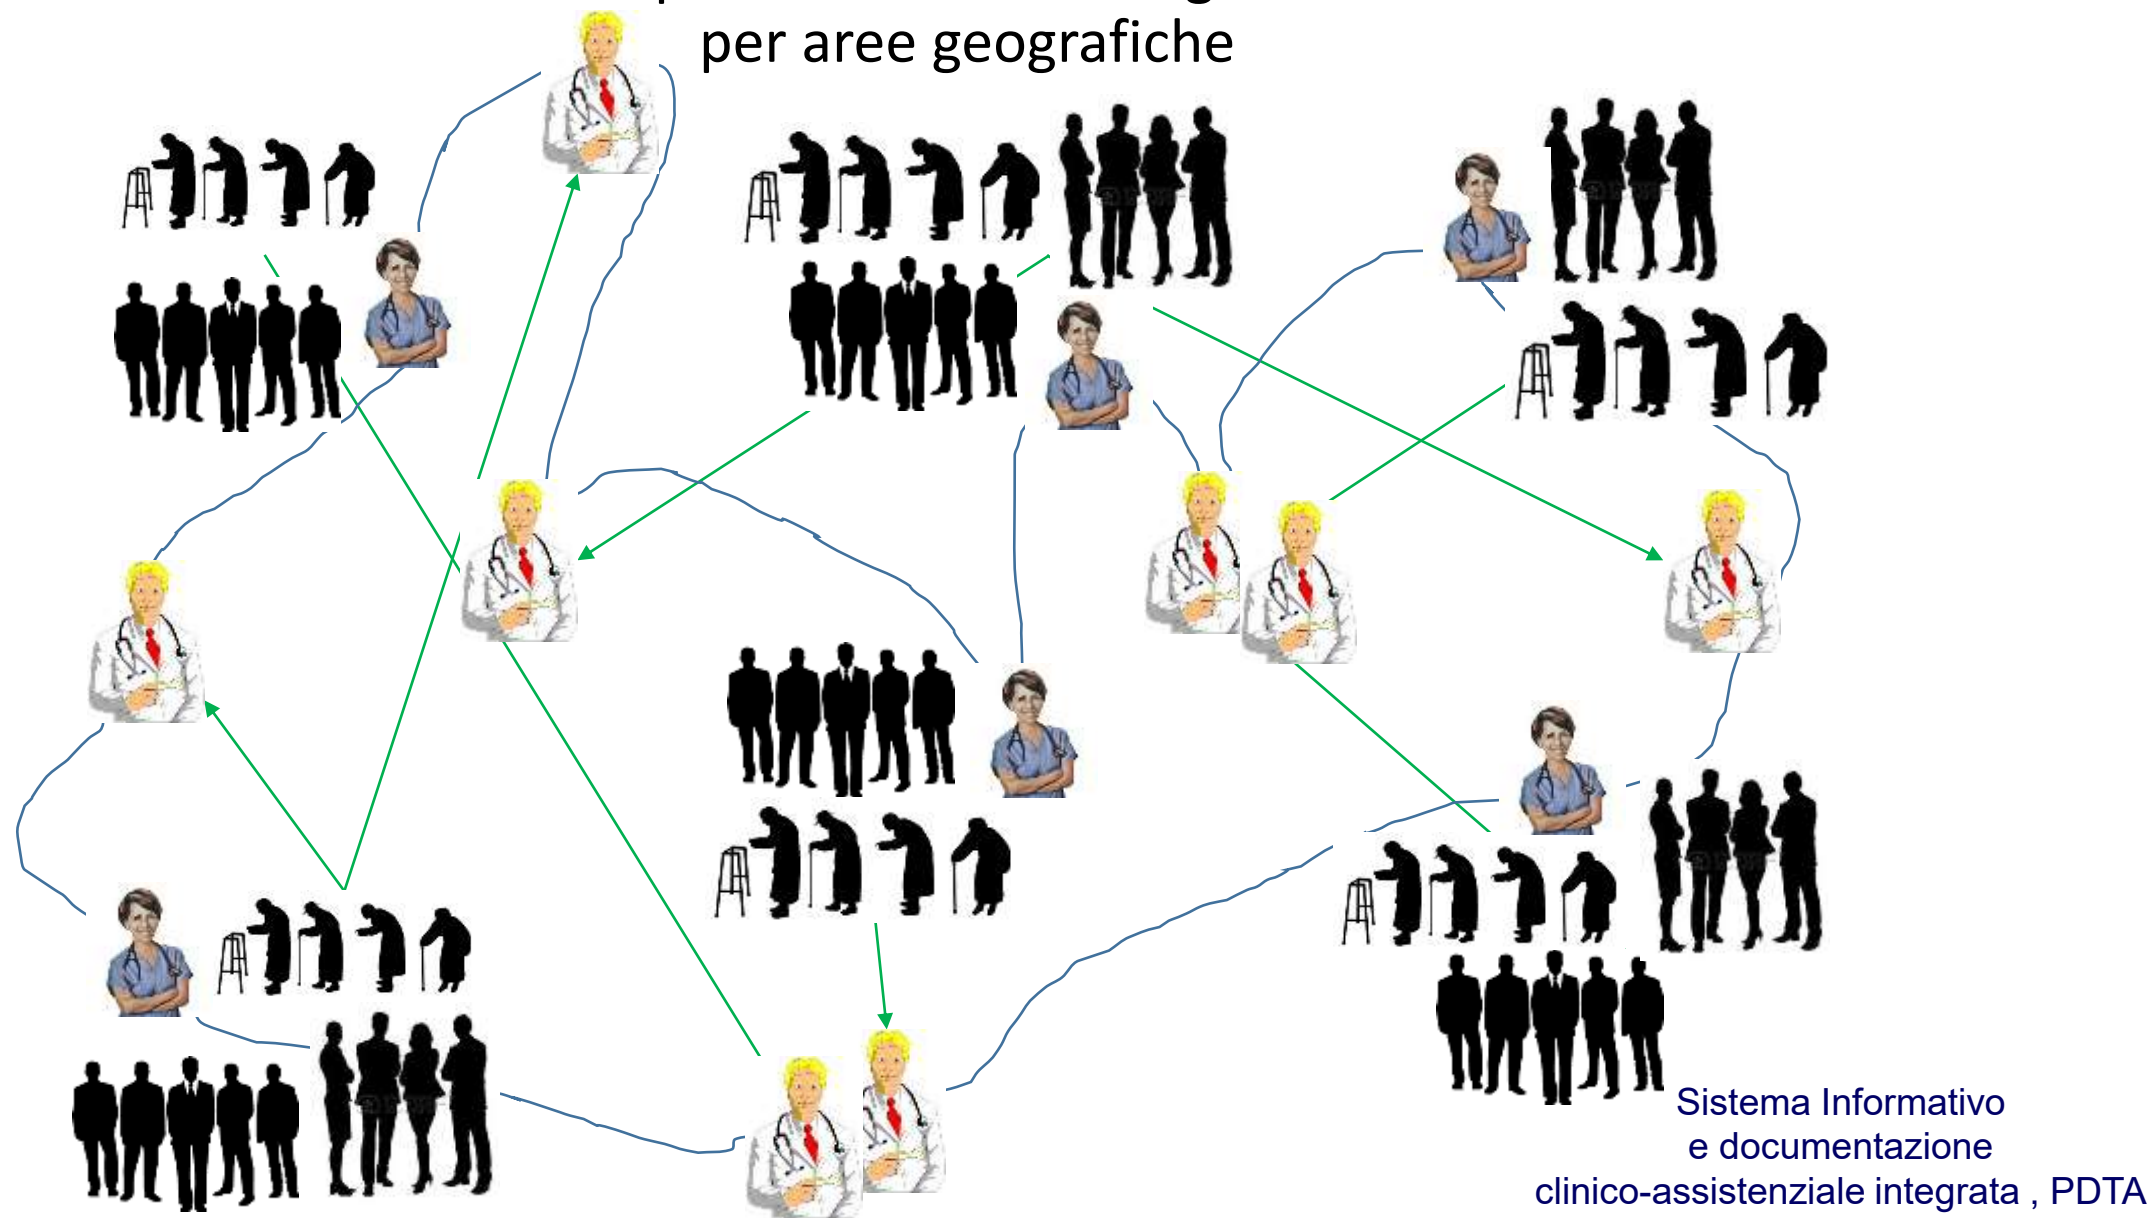 per aree geografiche
Sistema Informativo
e documentazione
clinico-assistenziale integrata , PDTA